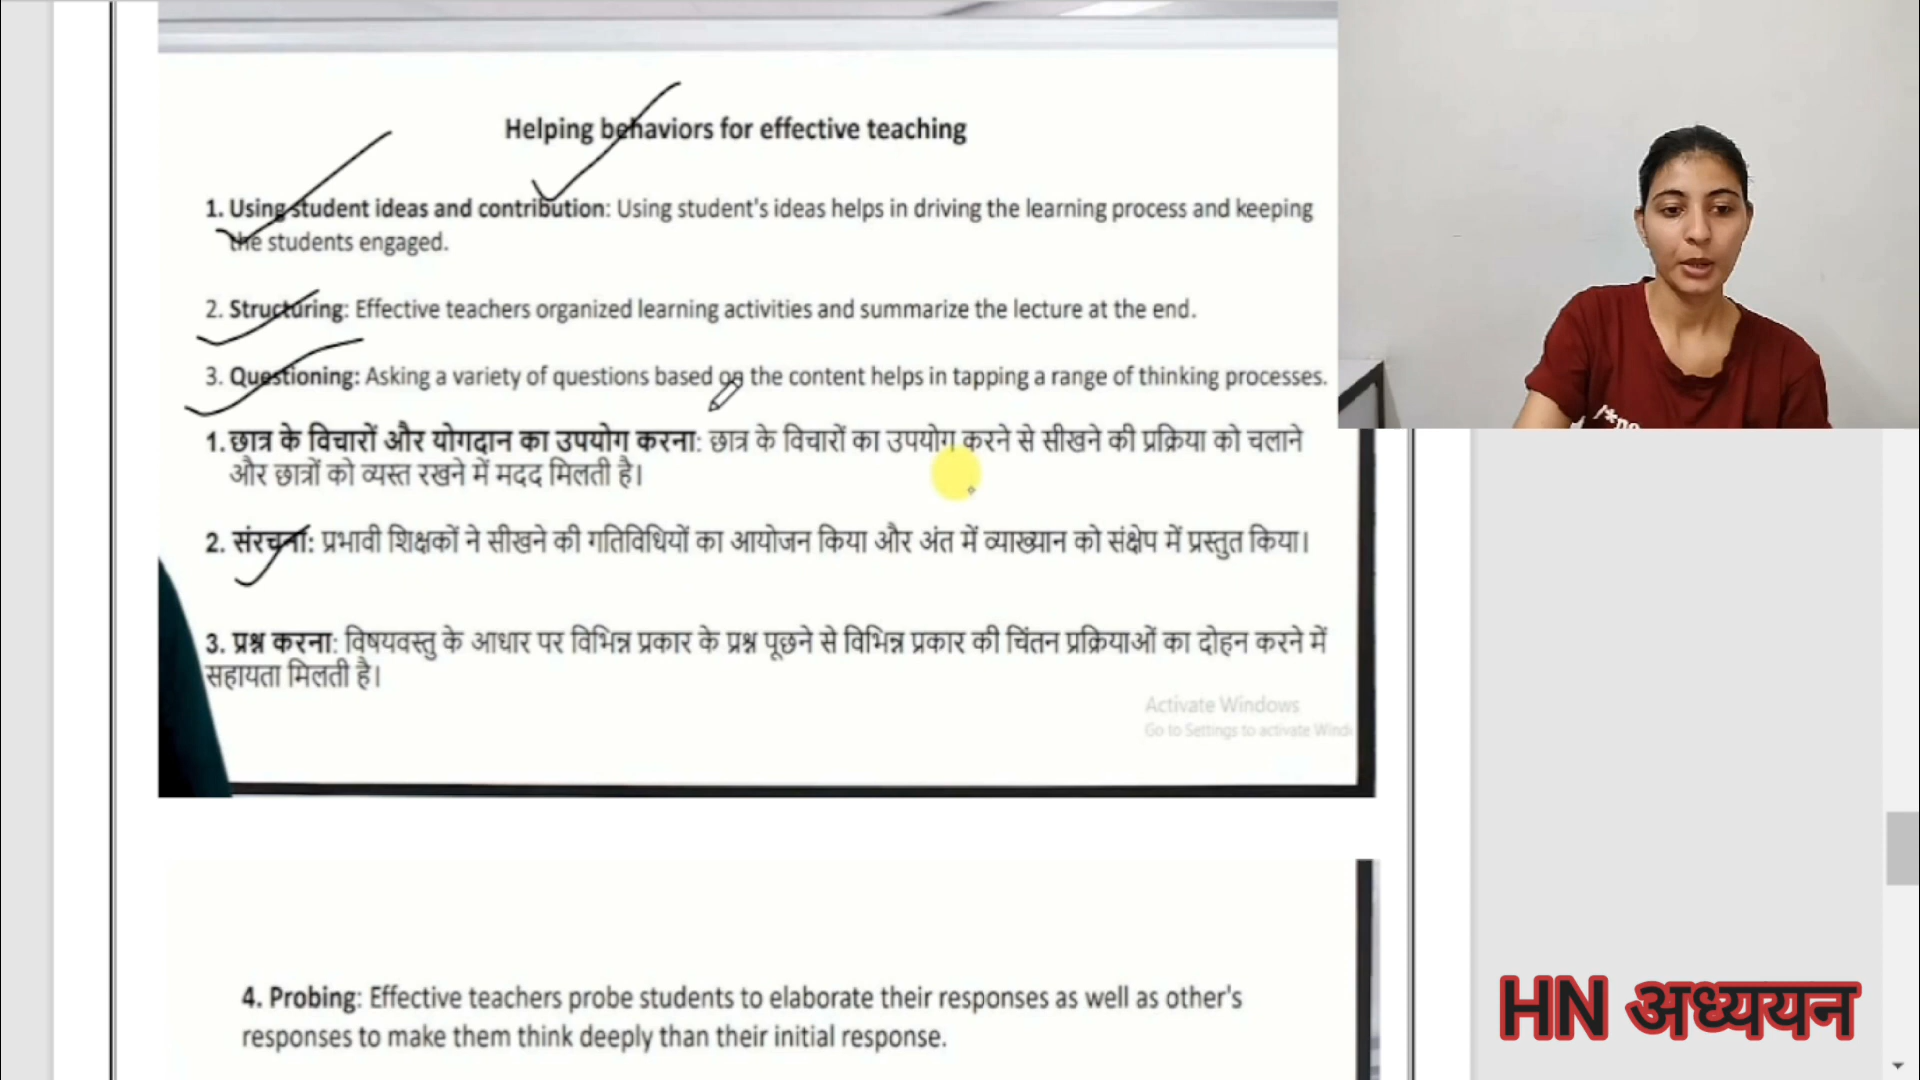 Helping behaviors for effective teaching
1. Using student ideas and contribution: Using student's ideas helps in driving the learning process and keeping
the students engaged.
2. Structuring: Effective teachers organized learning activities and summarize the lecture at the end.
3. Questioning: Asking a variety of questions based on the content helps in tapping a range of thinking processes.
1. छात्र के विचारों और योगदान का उपयोग करना: छात्र के विचारों का उपयोग करने से सीखने की प्रक्रिया को चलाने
और छात्रों को व्यस्त रखने में मदद मिलती है।
2. संरचना: प्रभावी शिक्षकों ने सीखने की गतिविधियों का आयोजन किया और अंत में व्याख्यान को संक्षेप में प्रस्तुत किया।
3. प्रश्न करना: विषयवस्तु के आधार पर विभिन्न प्रकार के प्रश्न पूछने से विभिन्न प्रकार की चिंतन प्रक्रियाओं का दोहन करने में
सहायता मिलती है।
Activate Windows
Go to Settings to activate Wind
4. Probing: Effective teachers probe students to elaborate their responses as well as other's
responses to make them think deeply than their initial response.
HN अध्ययन